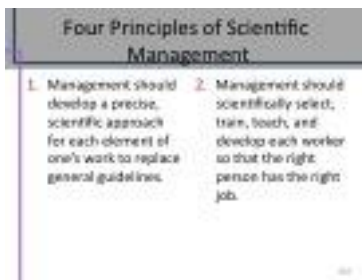 Four Principles of Scientific
Management
1. Management should
develop a precise,
scientific approach
for each element of
one's work to replace
general guidelines.
2. Management should
scientifically select,
train, teach, and
develop each worker
so that the right
person has the right
job.